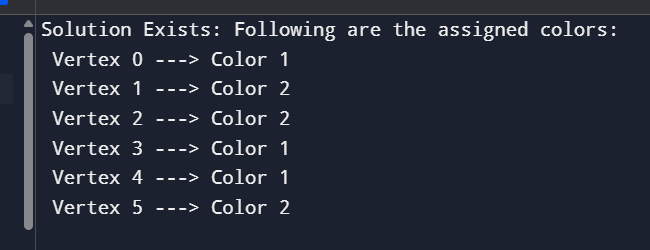 Solution Exists: Following are the assigned colors:
Vertex 0 ---> Color 1
Vertex 1 ---> Color 2
Vertex 2 ---> Color 2
Vertex 3 ---> Color 1
Vertex 4 ---> Color 1
Vertex 5 ---> Color 2